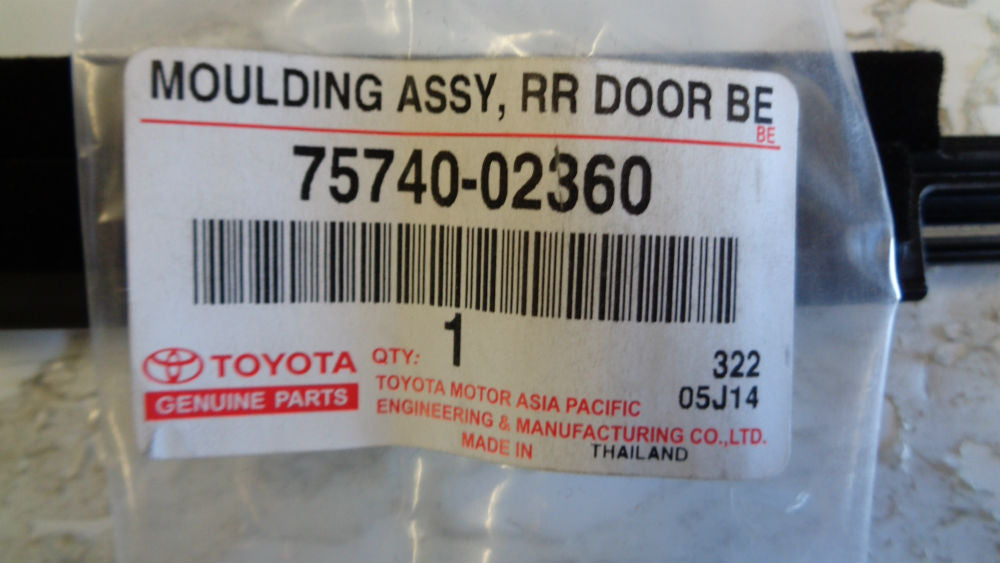 MOULDING ASSY, RR DOOR BE
BE
75740-02360
QTY: 1
322
TOYOTA
GENUINE PARTS
05J14
TOYOTA MOTOR ASIA PACIFIC
ENGINEERING & MANUFACTURING CO.,LTD.
MADE IN THAILAND